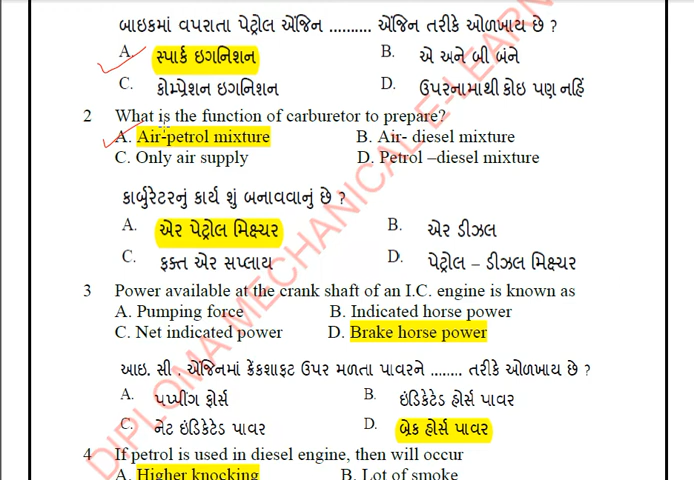 બાઇકમાં વપરાતા પેટ્રોલ એંજિન .......... એંજિન તરીકે ઓળખાય છે ?
A. સ્પાર્ક ઇગનિશન B. એ અને બી બંને
C. કોમ્પ્રેશન ઇગનિશન D. ઉપરનામાથી કોઇ પણ નહિં
2 What is the function of carburetor to prepare?
A. Air-petrol mixture B. Air- diesel mixture
C. Only air supply D. Petrol –diesel mixture
કાર્બુરેટરનું કાર્ય શું બનાવવાનું છે ?
A. એર પેટ્રોલ મિક્ષ્ચર B. એર ડીઝલ
C. ફક્ત એર સપ્લાય D. પેટ્રોલ – ડીઝલ મિક્ષ્ચર
3 Power available at the crank shaft of an I.C. engine is known as
A. Pumping force B. Indicated horse power
C. Net indicated power D. Brake horse power
આઇ. સી . એંજિનમાં ક્રેંકશાફ્ટ ઉપર મળતા પાવરને ........ તરીકે ઓળખાય છે ?
A. પમ્પીંગ ફોર્સ B. ઇંડિકેટેડ હોર્સ પાવર
C. નેટ ઇંડિકેટેડ પાવર D. બ્રેક હોર્સ પાવર
4 If petrol is used in diesel engine, then will occur
A. Higher knocking B. Lot of smoke
DIPLOMA MECHANICAL E-LEARN